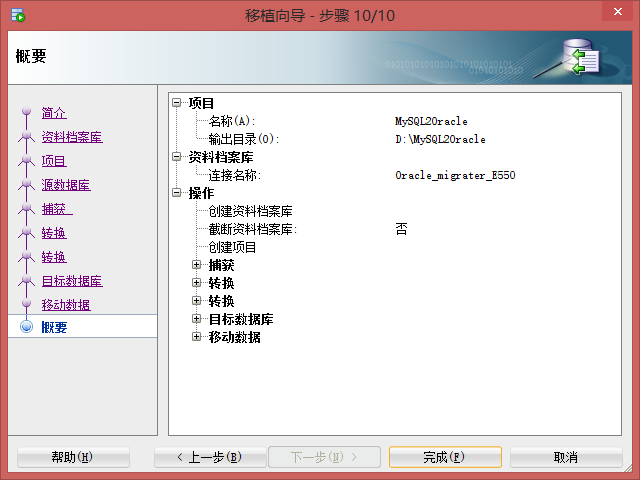 移植向导 - 步骤 10/10
概要
0101010101010101010101010101
01010101010
简介
资料档案库
项目
源数据库
捕获
转换
转换
目标数据库
移动数据
概要
项目
名称(A): MySQL2Oracle
输出目录(O): D:\MySQL2Oracle
资料档案库
连接名称: Oracle_migrater_E550
操作
创建资料档案库
截断资料档案库: 否
创建项目
捕获
转换
转换
目标数据库
移动数据
帮助(H) < 上一步(B) 下一步(N) > 完成(F) 取消